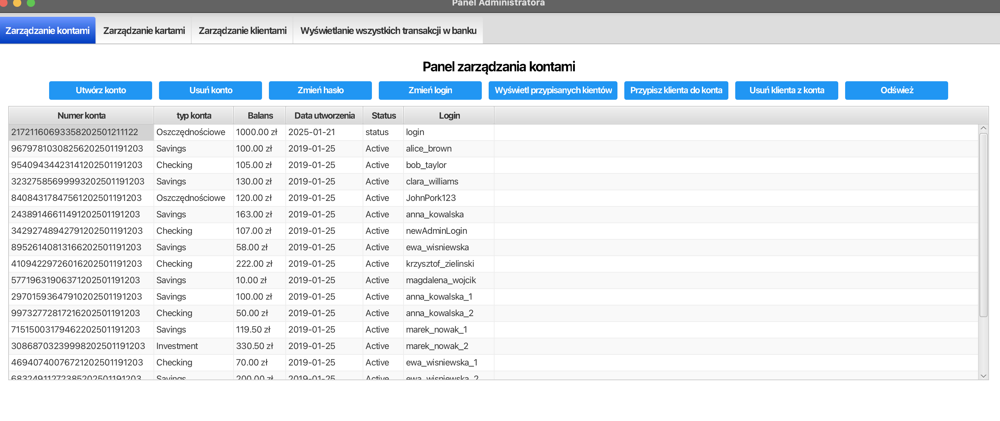 Panel Administratora
Zarządzanie kontami Zarządzanie kartami Zarządzanie klientami Wyświetlanie wszystkich transakcji w banku
Panel zarządzania kontami
Utwórz konto Usuń konto Zmień hasło Zmień login Wyświetl przypisanych kientów Przypisz klienta do konta Usuń klienta z konta Odśwież
Numer konta typ konta Balans Data utworzenia Status Login
217211606933358202501211122 Oszczędnościowe 1000.00 zł 2025-01-21 status login
96797810308256202501191203 Savings 100.00 zł 2019-01-25 Active alice_brown
954094344223141202501191203 Checking 105.00 zł 2019-01-25 Active bob_taylor
323275856999993202501191203 Savings 130.00 zł 2019-01-25 Active clara_williams
84084317847561202501191203 Oszczędnościowe 120.00 zł 2019-01-25 Active JohnPork123
24389146611491202501191203 Savings 163.00 zł 2019-01-25 Active anna_kowalska
34292748942791202501191203 Checking 107.00 zł 2019-01-25 Active newAdminLogin
89526140813166202501191203 Savings 58.00 zł 2019-01-25 Active ewa_wisniewska
41094229726016202501191203 Checking 222.00 zł 2019-01-25 Active krzysztof_zielinski
57719631906371202501191203 Savings 10.00 zł 2019-01-25 Active magdalena_wojcik
29701593647910202501191203 Savings 100.00 zł 2019-01-25 Active anna_kowalska_1
99732772817216202501191203 Checking 50.00 zł 2019-01-25 Active anna_kowalska_2
71515003179462202501191203 Savings 119.50 zł 2019-01-25 Active marek_nowak_1
30868703239998202501191203 Investment 330.50 zł 2019-01-25 Active marek_nowak_2
46940740076721202501191203 Checking 70.00 zł 2019-01-25 Active ewa_wisniewska_1
68324911272385202501191203 Savings 200.00 zł 2019-01-25 Active ewa_wisniewska_2